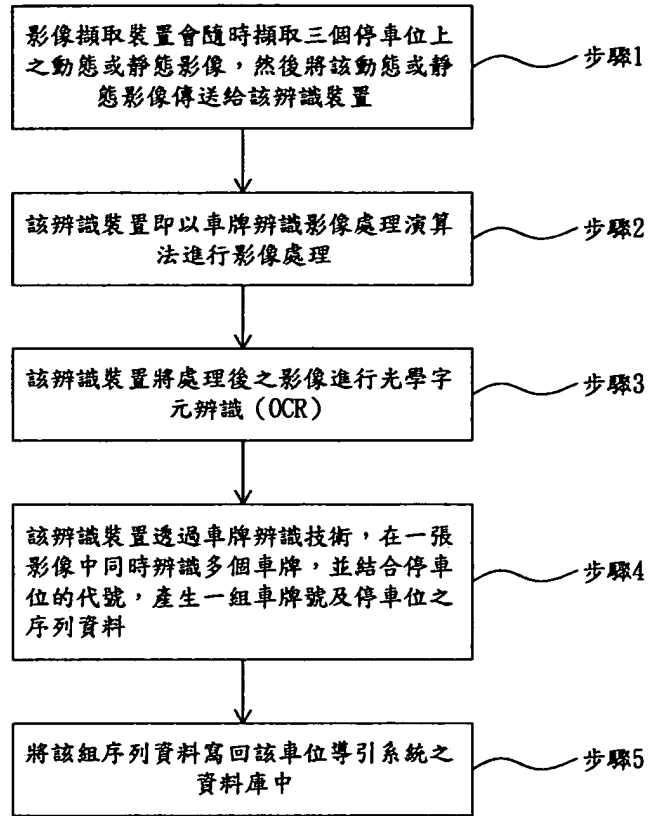 影像擷取裝置會隨時擷取三個停車位上
之動態或靜態影像，然後將該動態或靜
態影像傳送給該辨識裝置
步驟1
該辨識裝置即以車牌辨識影像處理演算
法進行影像處理
步驟2
該辨識裝置將處理後之影像進行光學字
元辨識(OCR)
步驟3
該辨識裝置透過車牌辨識技術，在一張
影像中同時辨識多個車牌，並結合停車
位的代號，產生一組車牌號及停車位之
序列資料
步驟4
將該組序列資料寫回該車位導引系統之
資料庫中
步驟5